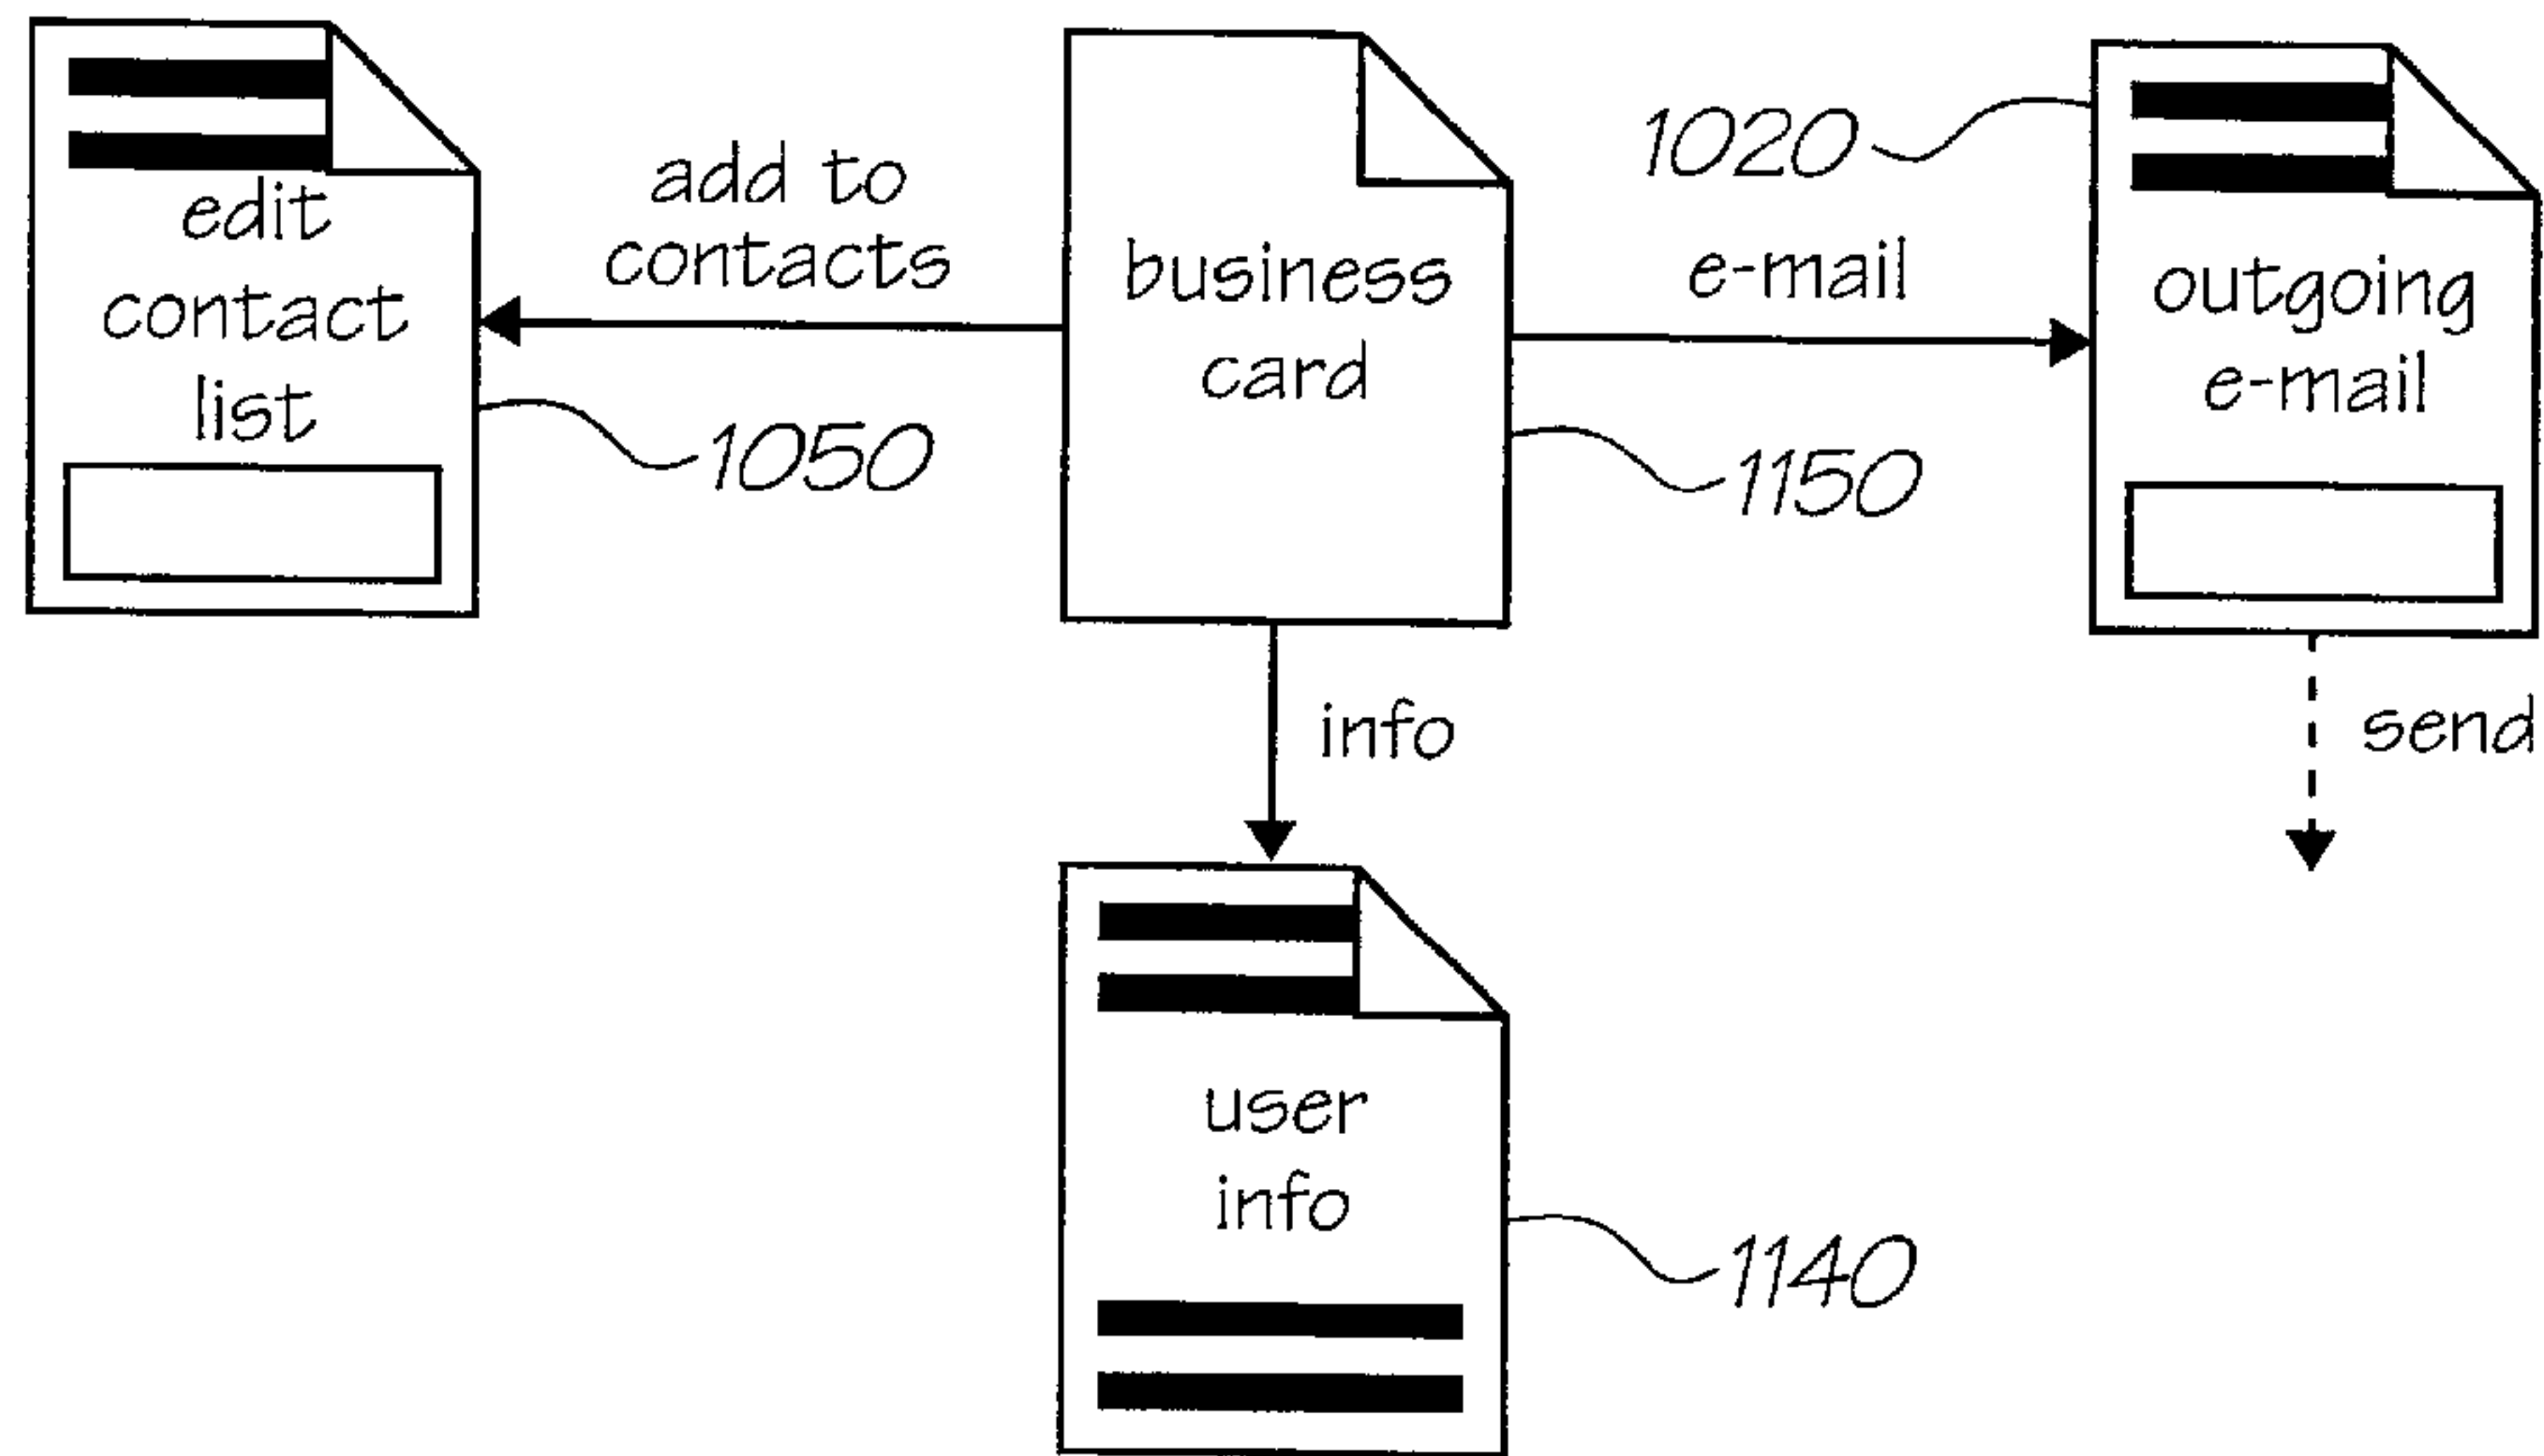 edit
contact
list
add to
contacts
1050
business
card
1150
1020
e-mail
outgoing
e-mail
send
info
user
info
1140